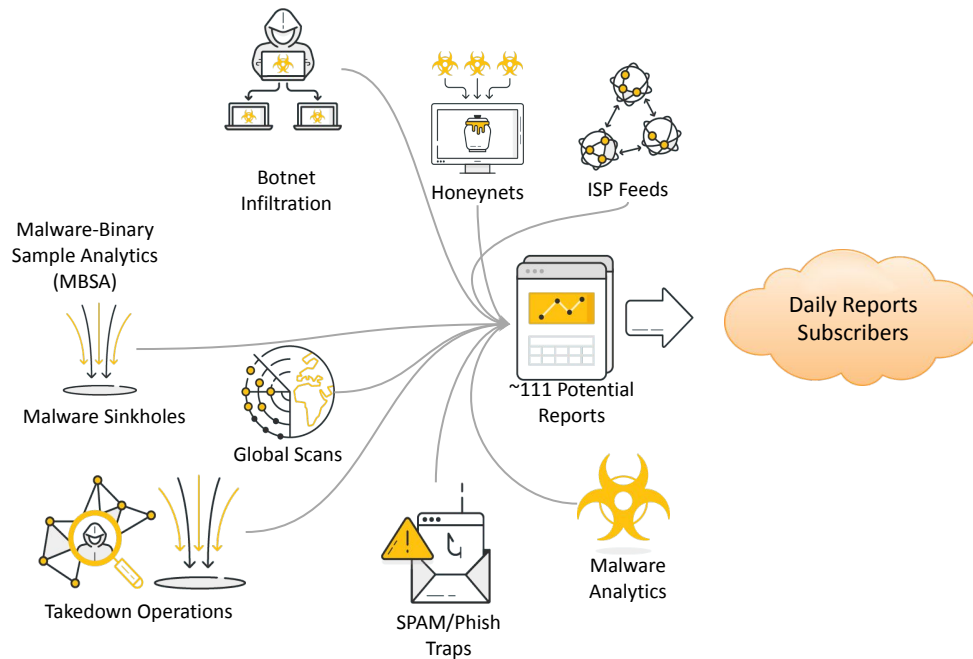 Botnet
Infiltration
Honeynets
ISP Feeds
Malware-Binary
Sample Analytics
(MBSA)
Daily Reports
Subscribers
~111 Potential
Reports
Malware Sinkholes
Global Scans
Malware
Analytics
Takedown Operations
SPAM/Phish
Traps